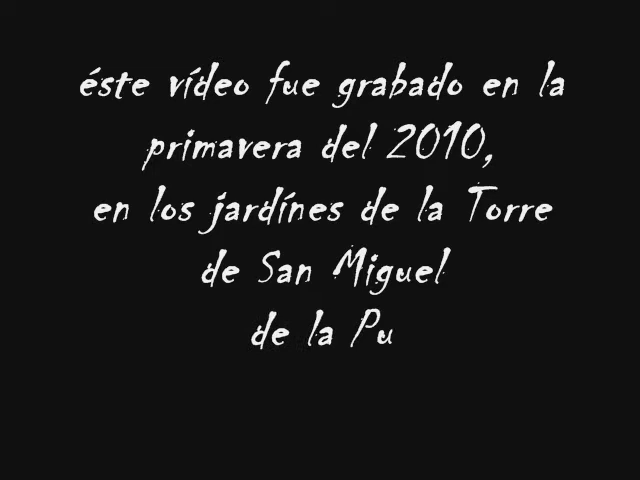 éste vídeo fue grabado en la
primavera del 2010,
en los jardínes de la Torre
de San Miguel
de la Pu